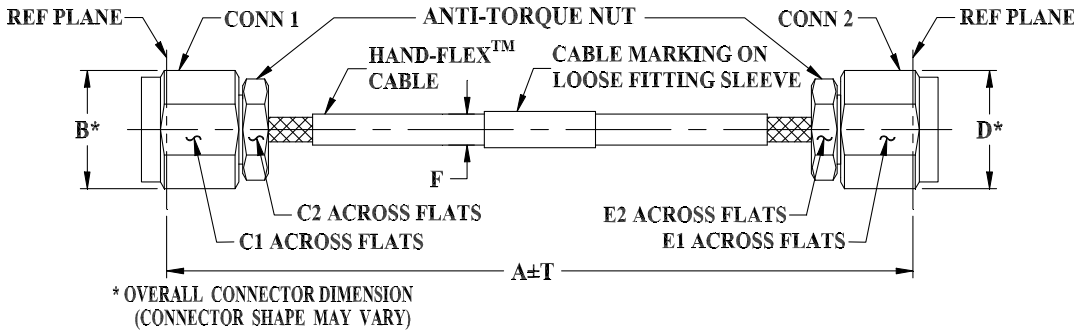 REF PLANE
CONN 1
ANTI-TORQUE NUT
CONN 2
REF PLANE
HAND-FLEX™
CABLE
CABLE MARKING ON
LOOSE FITTING SLEEVE
B*
D*
F
C2 ACROSS FLATS
E2 ACROSS FLATS
C1 ACROSS FLATS
E1 ACROSS FLATS
A±T
* OVERALL CONNECTOR DIMENSION
(CONNECTOR SHAPE MAY VARY)